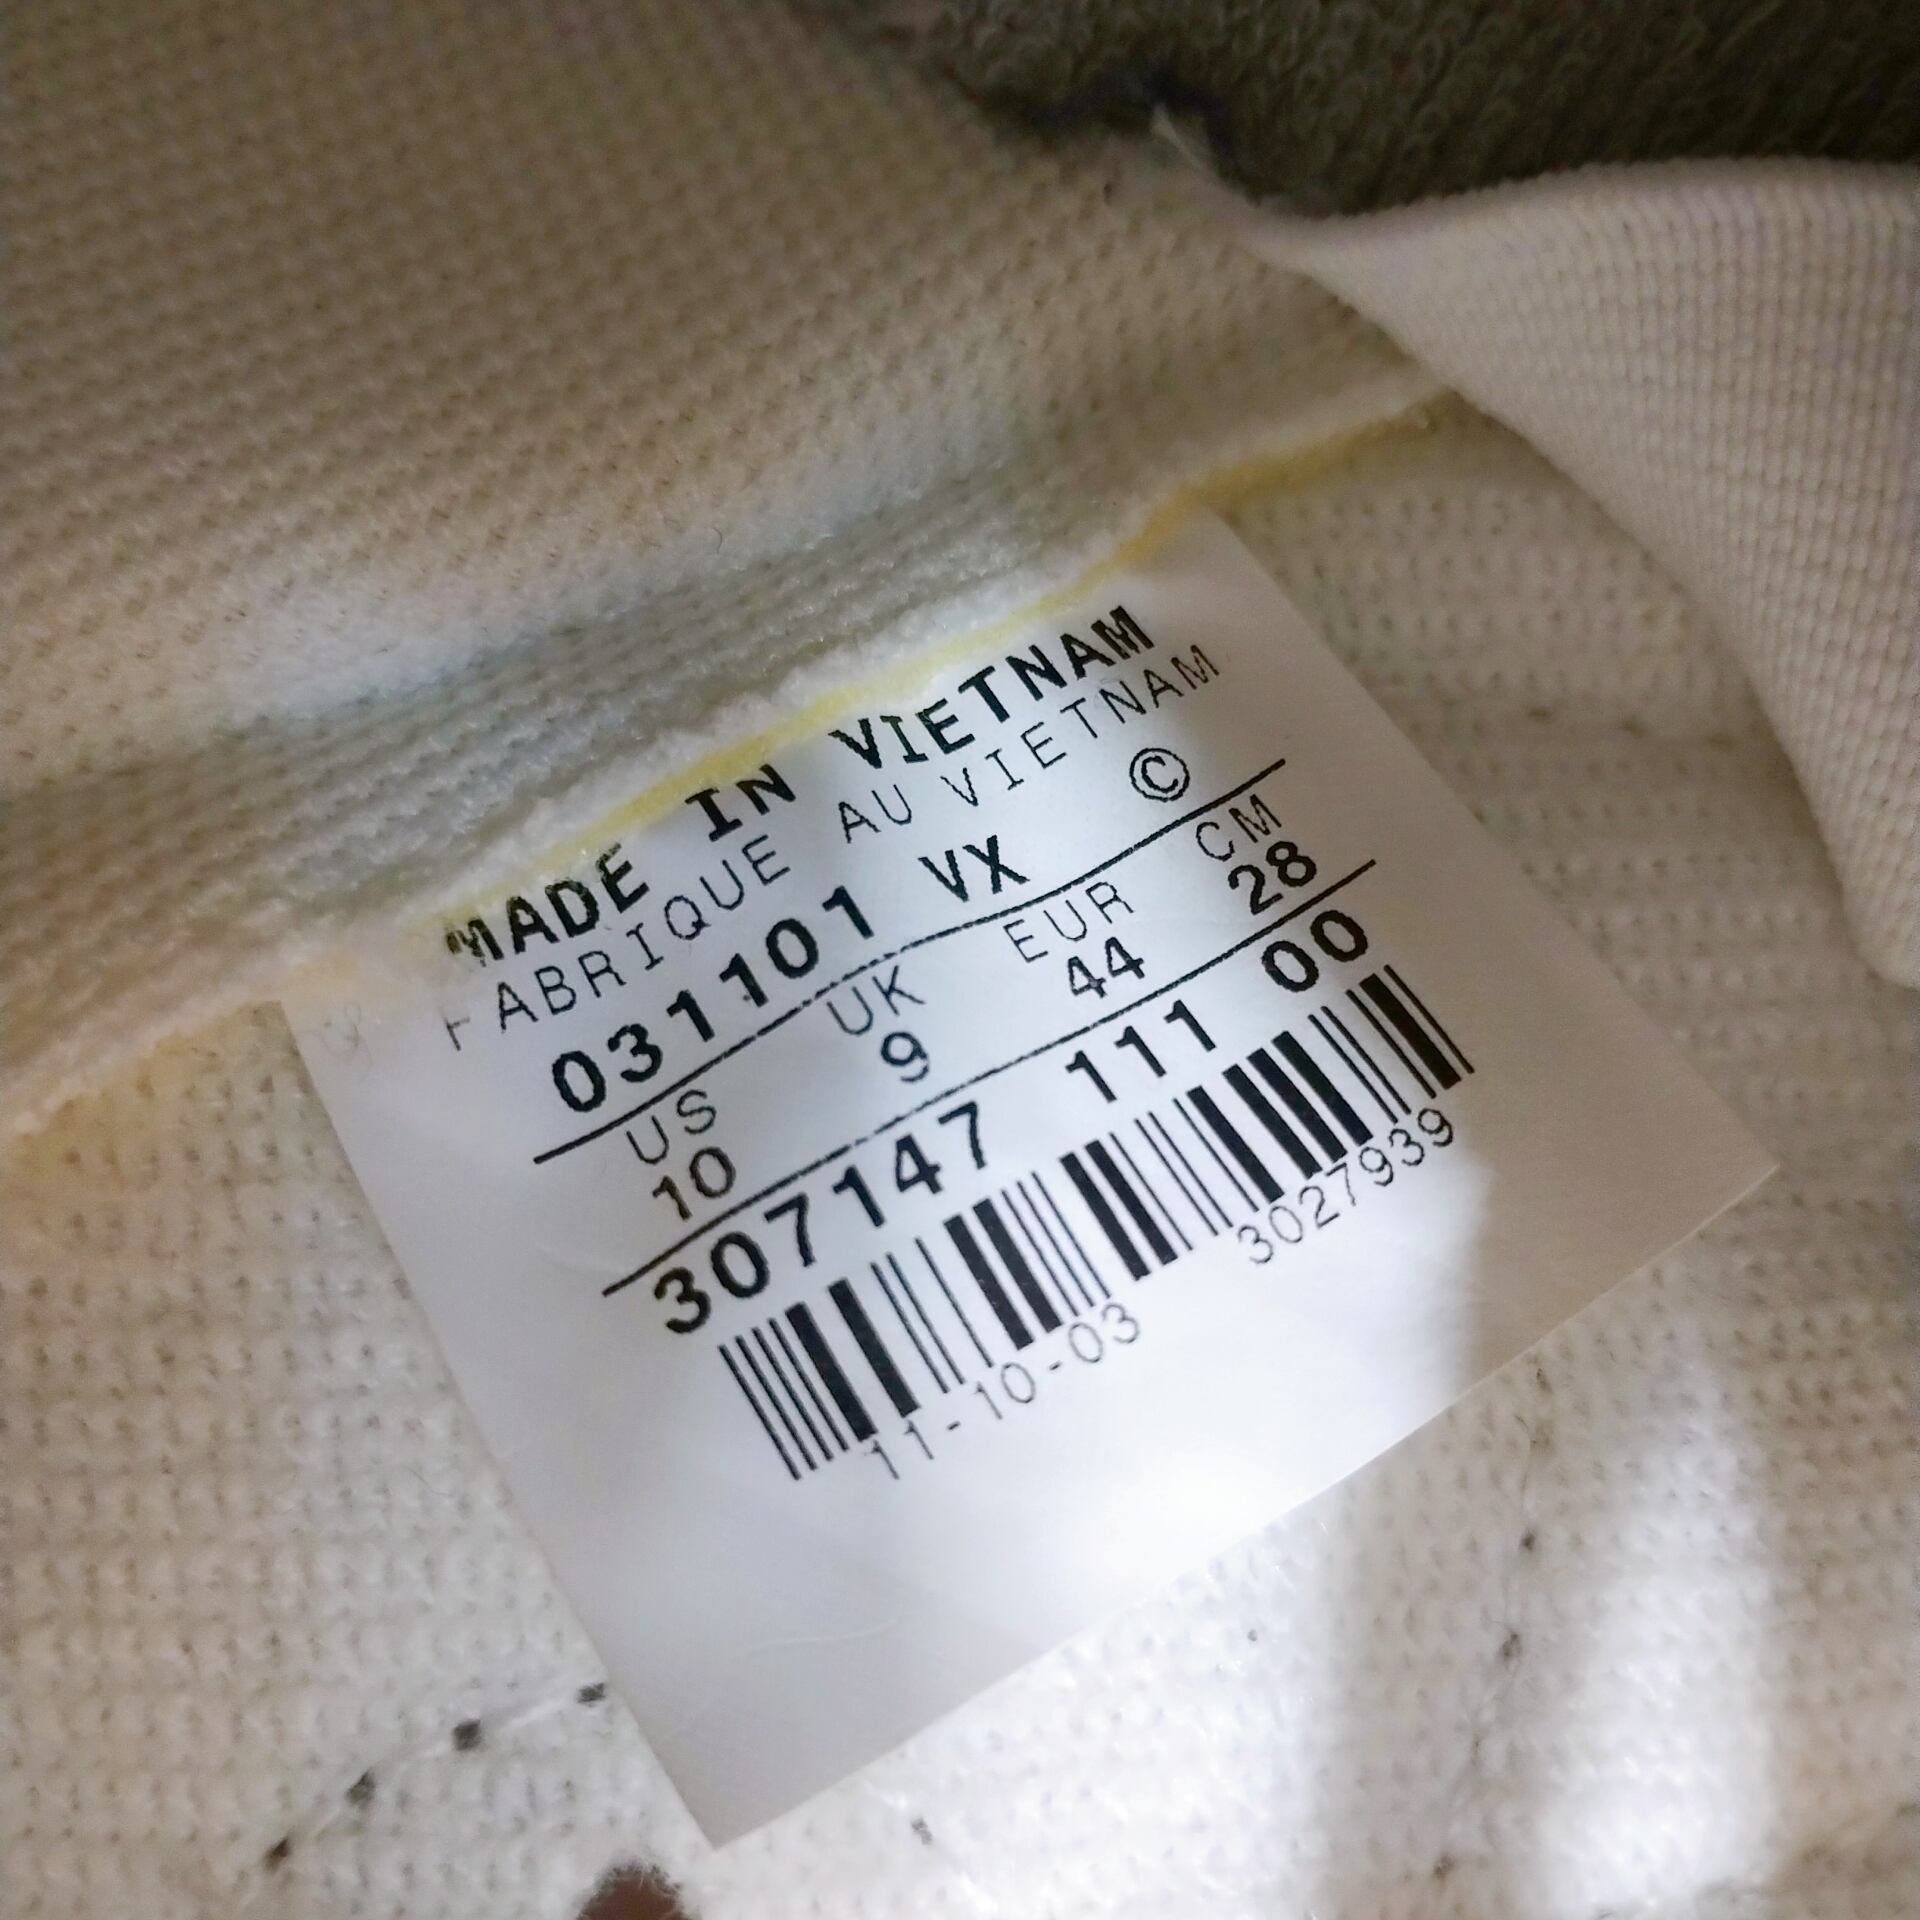 MADE IN VIETNAM
FABRIQUE AU VIETNAM
031101 VX ©
US UK EUR CM
10 9 44 28
307147 111 00
11-10-03 3027939